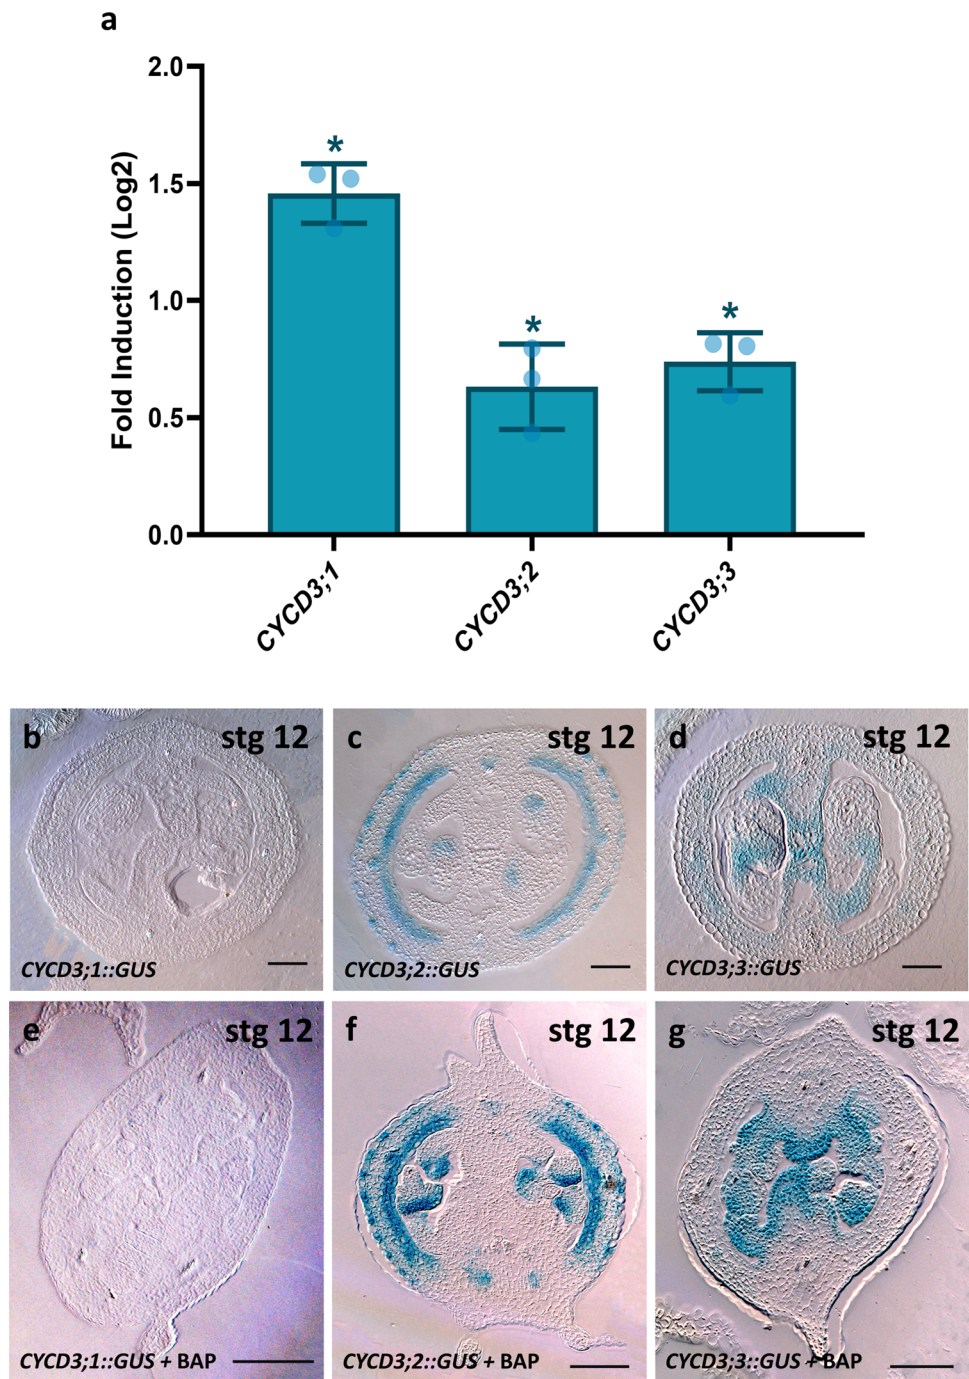 a
Fold Induction (Log2)
2.0
1.5
1.0
0.5
0.0
*
*
*
CYCD3;1
CYCD3;2
CYCD3;3
b stg 12
CYCD3;1::GUS
c stg 12
CYCD3;2::GUS
d stg 12
CYCD3;3::GUS
e stg 12
CYCD3;1::GUS + BAP
f stg 12
CYCD3;2::GUS + BAP
g stg 12
CYCD3;3::GUS + BAP